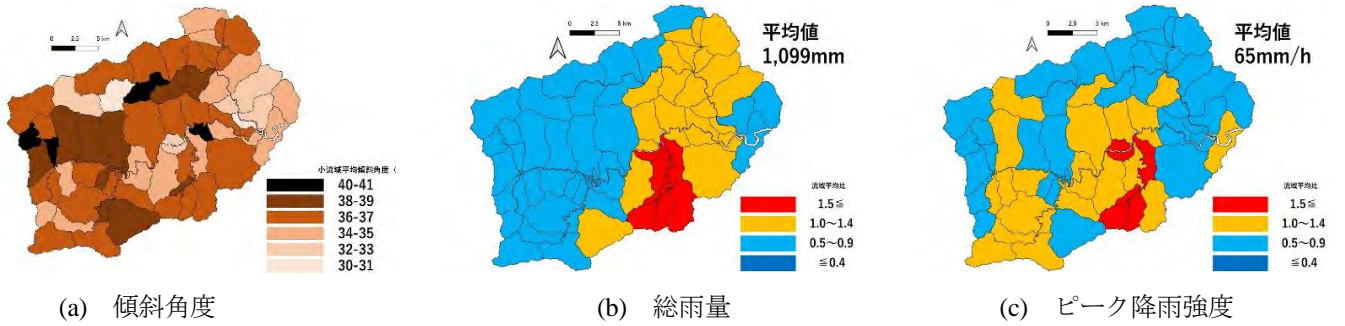 0 2.5 5 km
小流域平均傾斜角度（
40-41
38-39
36-37
34-35
32-33
30-31
(a) 傾斜角度
0 2.5 5 km
平均値
1,099mm
流域平均比
1.5≦
1.0～1.4
0.5～0.9
≦0.4
(b) 総雨量
0 2.5 5 km
平均値
65mm/h
流域平均比
1.5≦
1.0～1.4
0.5～0.9
≦0.4
(c) ピーク降雨強度